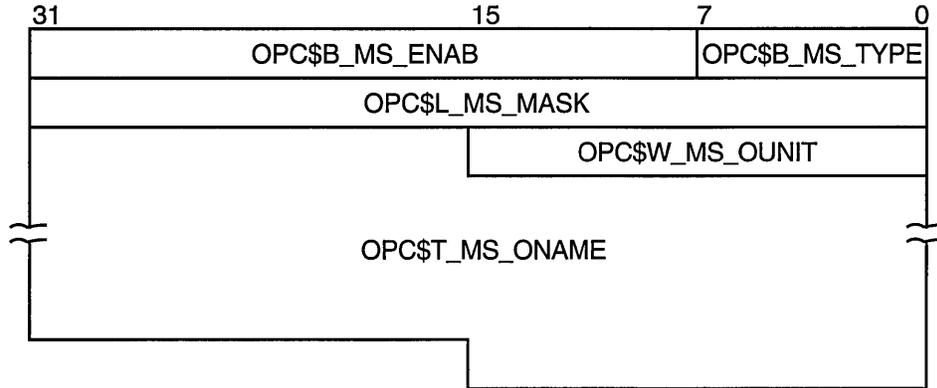 31 15 7 0
OPC$B_MS_ENAB OPC$B_MS_TYPE
OPC$L_MS_MASK
OPC$W_MS_OUNIT
OPC$T_MS_ONAME